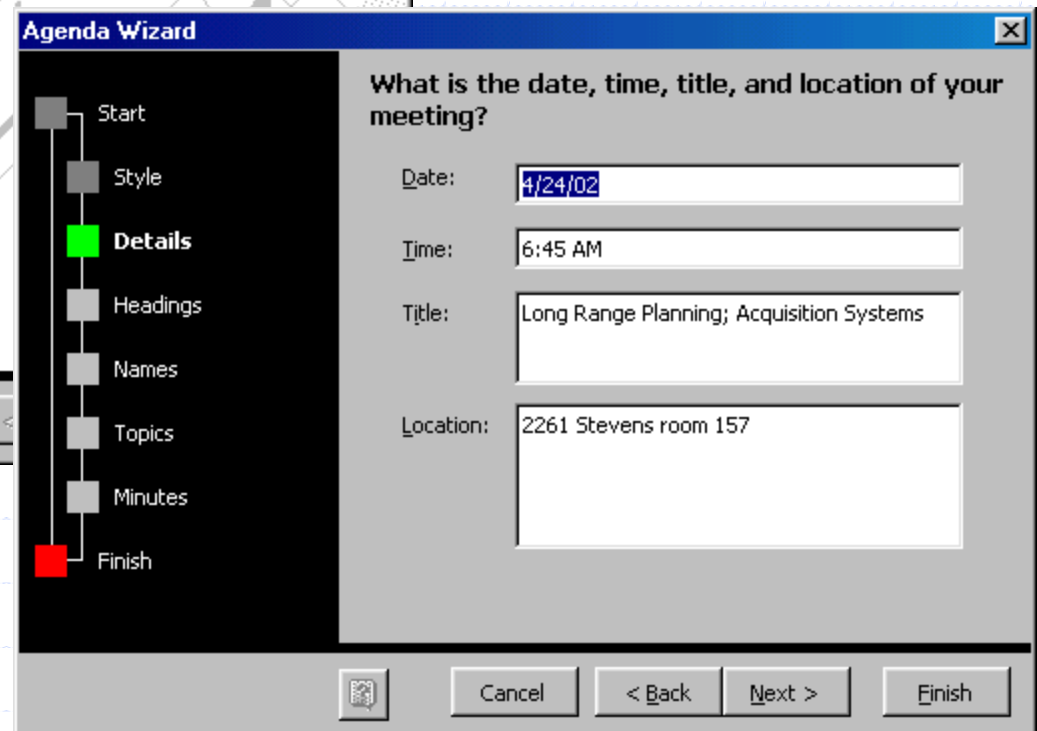 Agenda Wizard
Start
Style
Details
Headings
Names
Topics
Minutes
Finish
What is the date, time, title, and location of your
meeting?
Date: 4/24/02
Time: 6:45 AM
Title: Long Range Planning; Acquisition Systems
Location: 2261 Stevens room 157
Cancel < Back Next > Finish